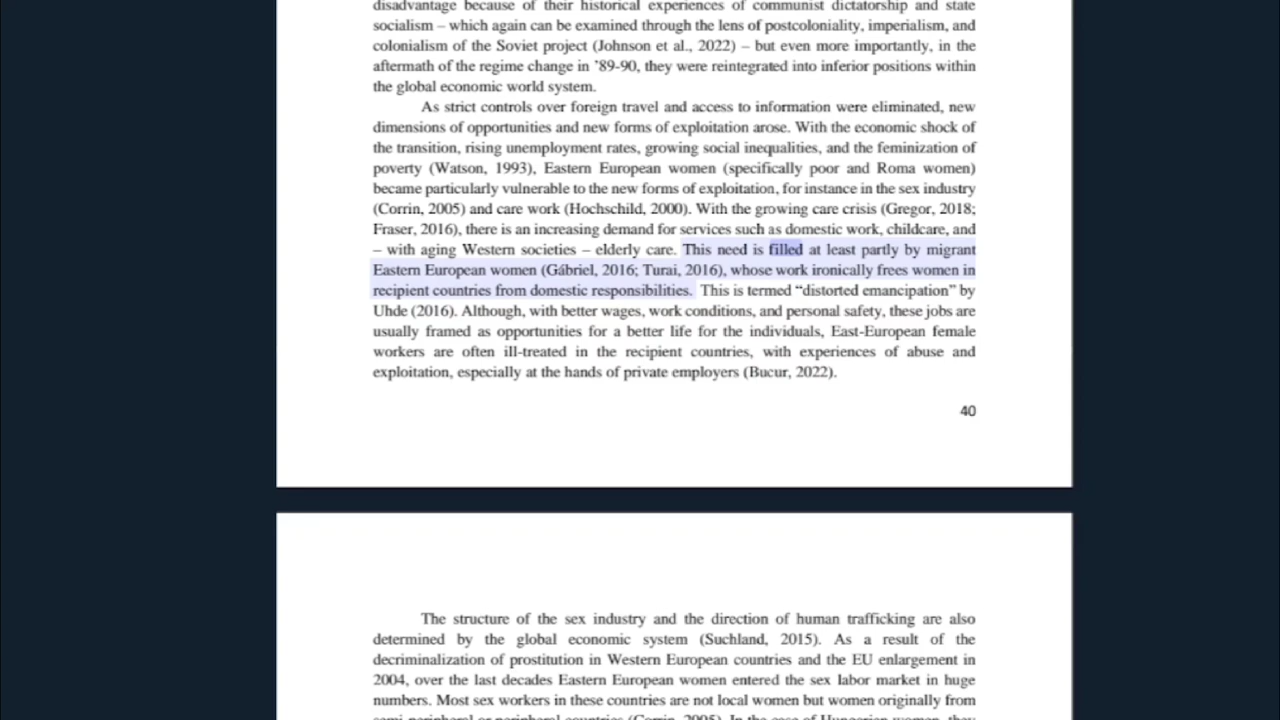 disadvantage because of their historical experiences of communist dictatorship and state
socialism – which again can be examined through the lens of postcoloniality, imperialism, and
colonialism of the Soviet project (Johnson et al., 2022) – but even more importantly, in the
aftermath of the regime change in ’89-90, they were reintegrated into inferior positions within
the global economic world system.
As strict controls over foreign travel and access to information were eliminated, new
dimensions of opportunities and new forms of exploitation arose. With the economic shock of
the transition, rising unemployment rates, growing social inequalities, and the feminization of
poverty (Watson, 1993), Eastern European women (specifically poor and Roma women)
became particularly vulnerable to the new forms of exploitation, for instance in the sex industry
(Corrin, 2005) and care work (Hochschild, 2000). With the growing care crisis (Gregor, 2018;
Fraser, 2016), there is an increasing demand for services such as domestic work, childcare, and
– with aging Western societies – elderly care. This need is filled at least partly by migrant
Eastern European women (Gábriel, 2016; Turai, 2016), whose work ironically frees women in
recipient countries from domestic responsibilities. This is termed “distorted emancipation” by
Uhde (2016). Although, with better wages, work conditions, and personal safety, these jobs are
usually framed as opportunities for a better life for the individuals, East-European female
workers are often ill-treated in the recipient countries, with experiences of abuse and
exploitation, especially at the hands of private employers (Bucur, 2022).
40
The structure of the sex industry and the direction of human trafficking are also
determined by the global economic system (Suchland, 2015). As a result of the
decriminalization of prostitution in Western European countries and the EU enlargement in
2004, over the last decades Eastern European women entered the sex labor market in huge
numbers. Most sex workers in these countries are not local women but women originally from
semi-peripheral or peripheral countries (Corrin, 2005). In the case of Hungarian women, they